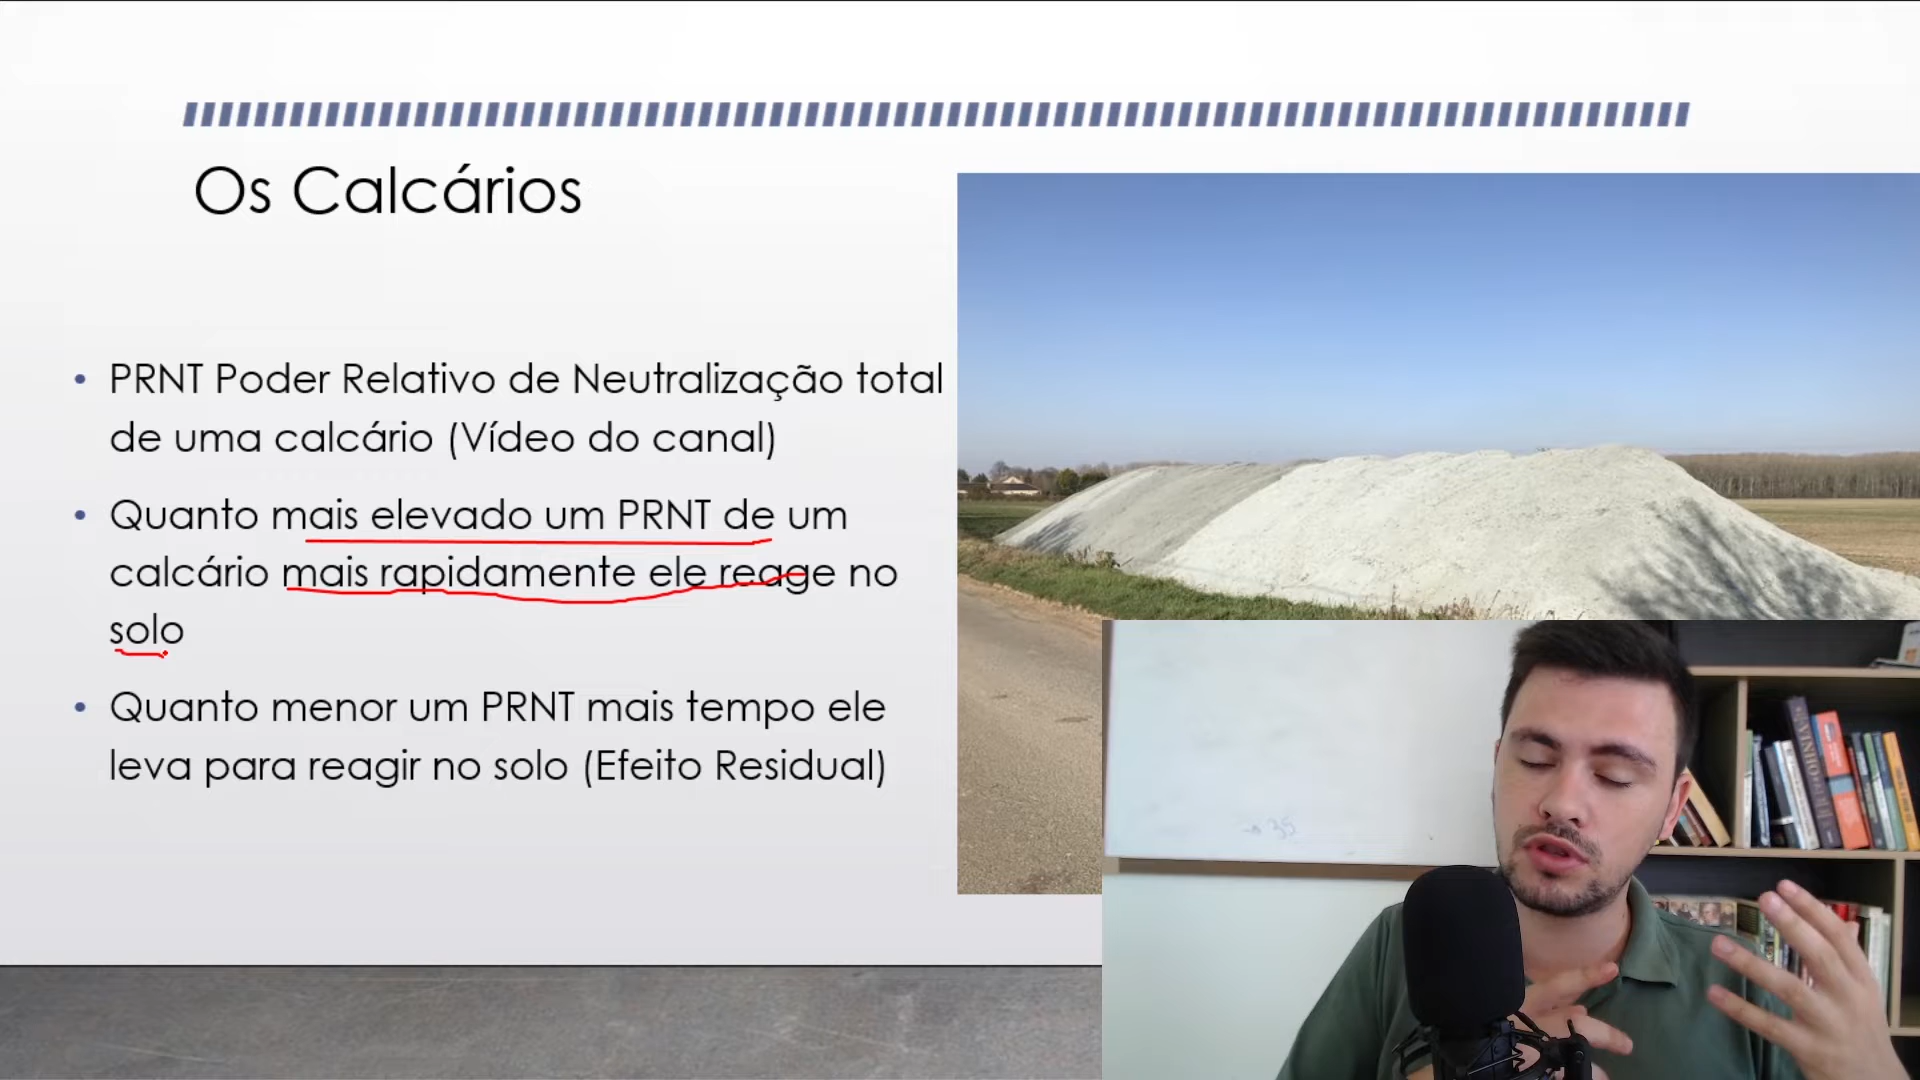 Os Calcários
PRNT Poder Relativo de Neutralização total
de uma calcário (Vídeo do canal)
Quanto mais elevado um PRNT de um
calcário mais rapidamente ele reage no
solo
Quanto menor um PRNT mais tempo ele
leva para reagir no solo (Efeito Residual)
35